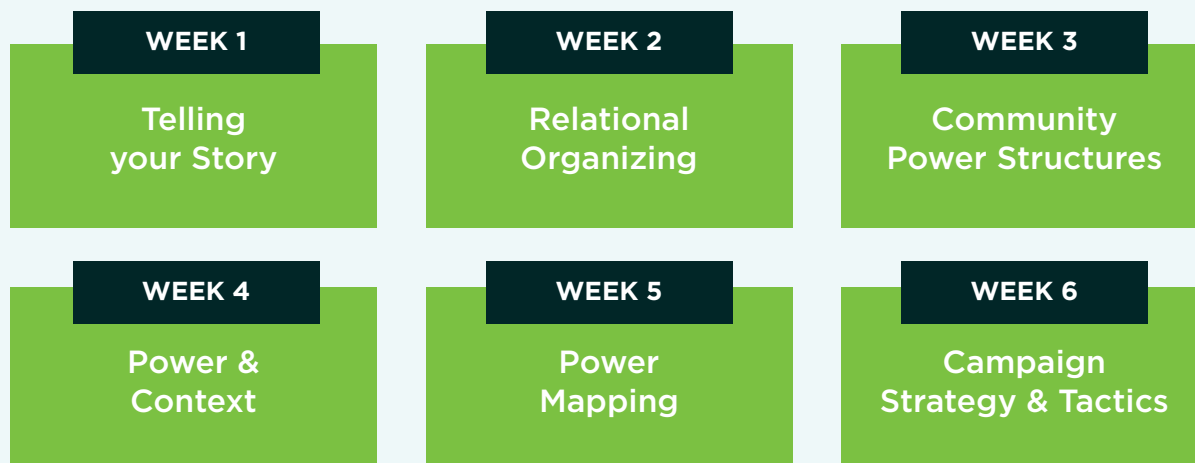 WEEK 1
Telling
your Story
WEEK 2
Relational
Organizing
WEEK 3
Community
Power Structures
WEEK 4
Power &
Context
WEEK 5
Power
Mapping
WEEK 6
Campaign
Strategy & Tactics